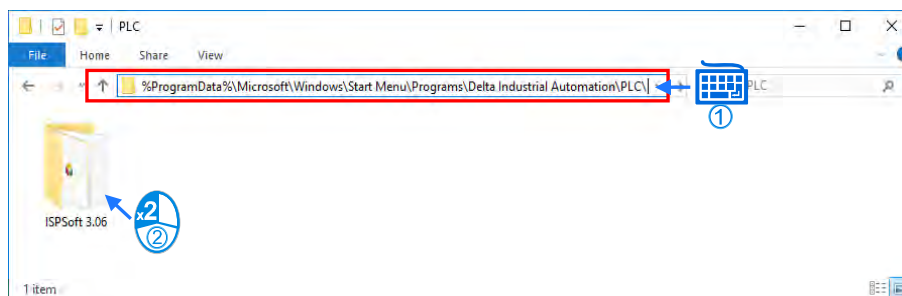 PLC
File Home Share View
%ProgramData%\Microsoft\Windows\Start Menu\Programs\Delta Industrial Automation\PLC\ PLC
①
x2
②
ISPSoft 3.06
1 item